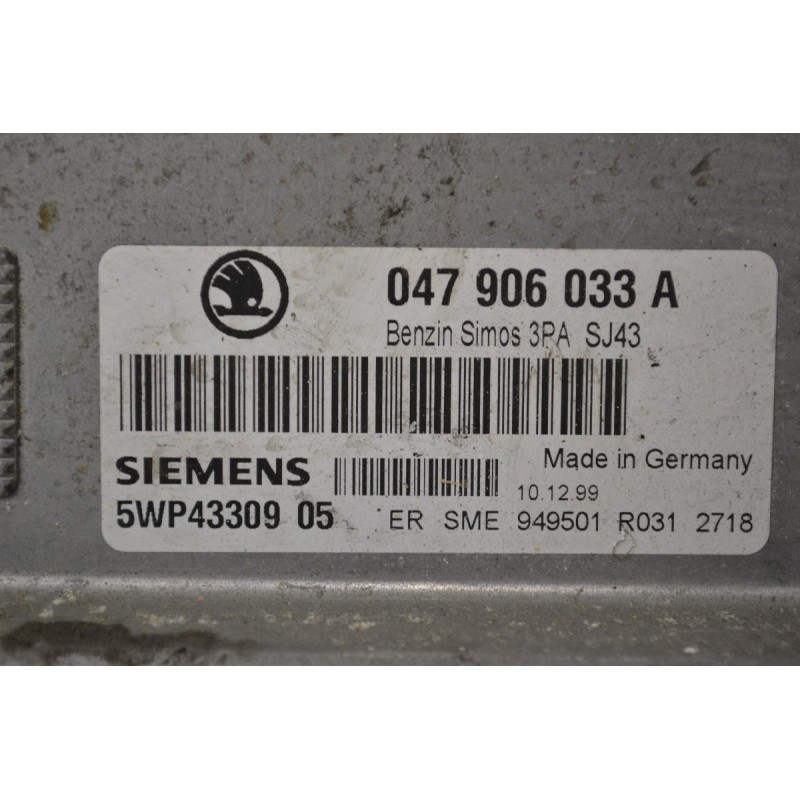 047 906 033 A
Benzin Simos 3PA SJ43
Made in Germany
SIEMENS
10.12.99
5WP43309 05 ER SME 949501 R031 2718